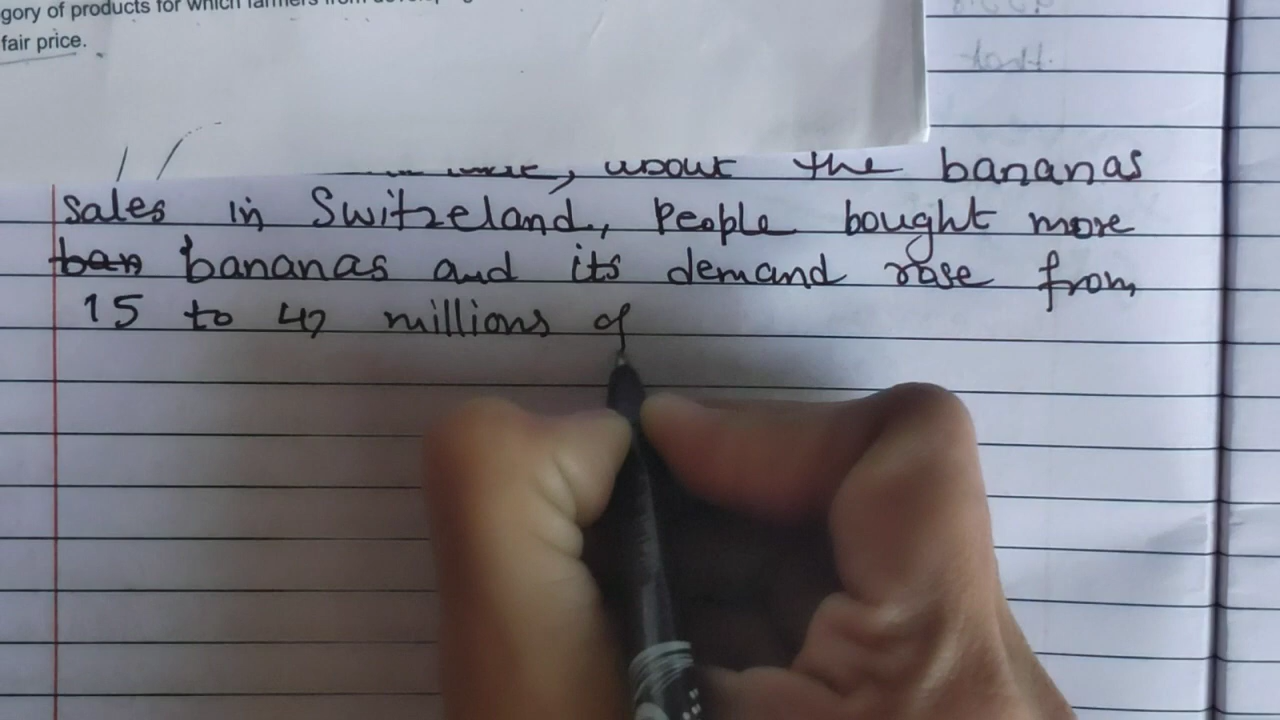 gory of products for which farmers from
fair price.
, about the bananas
sales in Switzeland, People bought more
ban bananas and its demand rose from
15 to 47 millions of